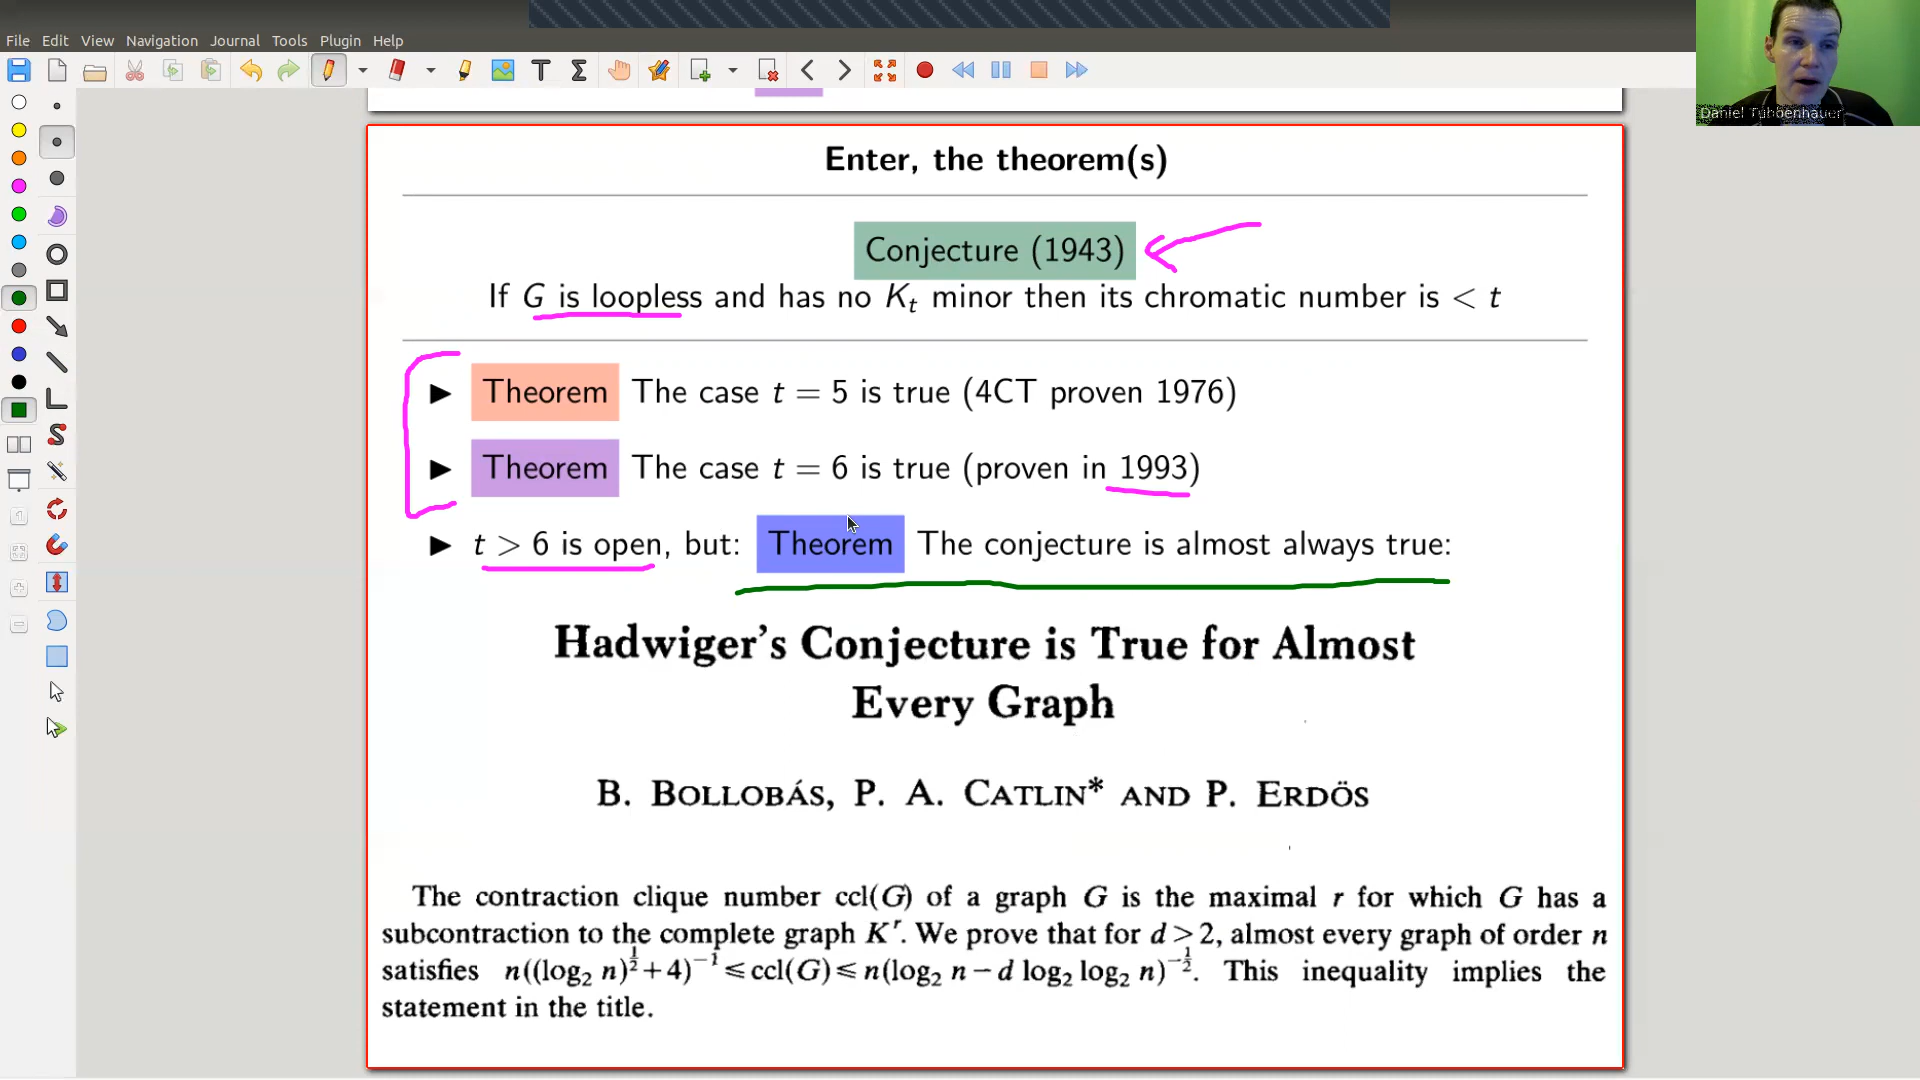 File Edit View Navigation Journal Tools Plugin Help
Daniel Tubbenhauer
Enter, the theorem(s)
Conjecture (1943)
If G is loopless and has no Kₜ minor then its chromatic number is < t
▶ Theorem The case t = 5 is true (4CT proven 1976)
▶ Theorem The case t = 6 is true (proven in 1993)
▶ t > 6 is open, but: Theorem The conjecture is almost always true:
Hadwiger's Conjecture is True for Almost
Every Graph
B. BOLLOBÁS, P. A. CATLIN* AND P. ERDÖS
The contraction clique number ccl(G) of a graph G is the maximal r for which G has a
subcontraction to the complete graph Kʳ. We prove that for d > 2, almost every graph of order n
satisfies n((log₂ n)^½ + 4)⁻¹ ⩽ ccl(G) ⩽ n(log₂ n − d log₂ log₂ n)^−½. This inequality implies the
statement in the title.